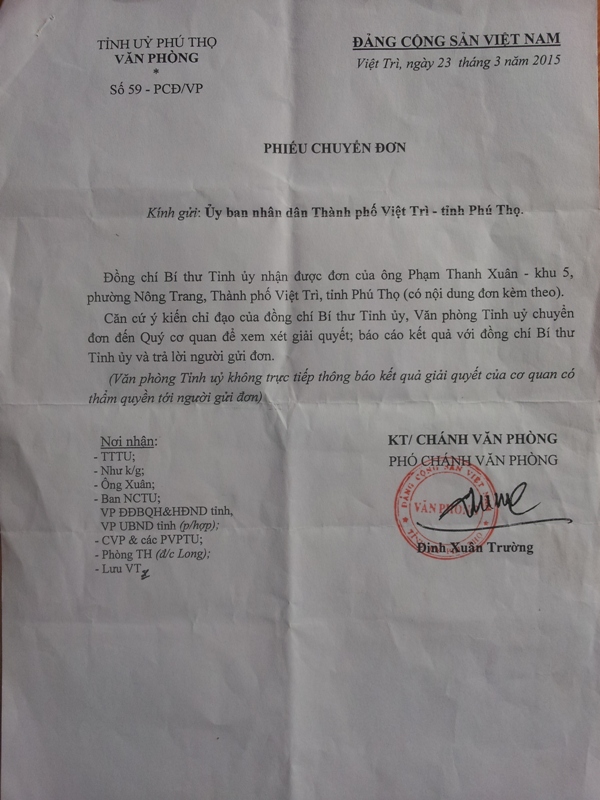 TỈNH UỶ PHÚ THỌ
VĂN PHÒNG
*
Số 59 - PCĐ/VP
ĐẢNG CỘNG SẢN VIỆT NAM
Việt Trì, ngày 23 tháng 3 năm 2015
PHIẾU CHUYỂN ĐƠN
Kính gửi: Ủy ban nhân dân Thành phố Việt Trì - tỉnh Phú Thọ.
Đồng chí Bí thư Tỉnh ủy nhận được đơn của ông Phạm Thanh Xuân - khu 5,
phường Nông Trang, Thành phố Việt Trì, tỉnh Phú Thọ (có nội dung đơn kèm theo).
Căn cứ ý kiến chỉ đạo của đồng chí Bí thư Tỉnh ủy, Văn phòng Tỉnh uỷ chuyển
đơn đến Quý cơ quan để xem xét giải quyết; báo cáo kết quả với đồng chí Bí thư
Tỉnh ủy và trả lời người gửi đơn.
(Văn phòng Tỉnh uỷ không trực tiếp thông báo kết quả giải quyết của cơ quan có
thẩm quyền tới người gửi đơn)
Nơi nhận:
- TTTU;
- Như k/g;
- Ông Xuân;
- Ban NCTU;
VP ĐĐBQH&HĐND tỉnh,
VP UBND tỉnh (p/hợp);
- CVP & các PVPTU;
- Phòng TH (đ/c Long);
- Lưu VT
KT/ CHÁNH VĂN PHÒNG
PHÓ CHÁNH VĂN PHÒNG
ĐẢNG CỘNG SẢN VIỆT
VĂN PHÒNG
Đinh Xuân Trường